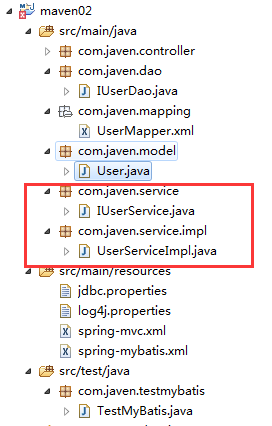 maven02
src/main/java
com.javen.controller
com.javen.dao
IUserDao.java
com.javen.mapping
UserMapper.xml
com.javen.model
User.java
com.javen.service
IUserService.java
com.javen.service.impl
UserServiceImpl.java
src/main/resources
jdbc.properties
log4j.properties
spring-mvc.xml
spring-mybatis.xml
src/test/java
com.javen.testmybatis
TestMyBatis.java